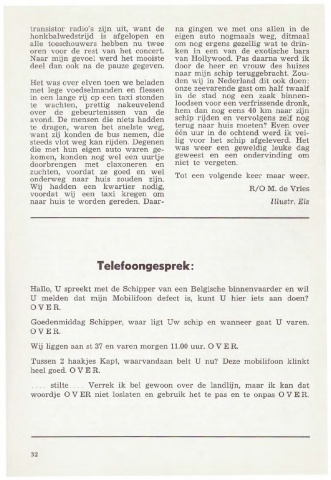 transistor radio's zijn uit, want de
honkbalwedstrijd is afgelopen en
alle toeschouwers hebben nu twee
oren voor de rest van het concert.
Naar mijn gevoel werd het mooiste
deel dan ook na de pauze gegeven.
Het was over elven toen we beladen
met lege voedselmanden en flessen
in een lange rij op een taxi stonden
te wachten, prettig nakeuvelend
over de gebeurtenissen van de
avond. De mensen die niets hadden
te dragen, waren het snelste weg,
want zij konden de bus nemen, die
steeds vlot weg kan rijden. Degenen
die met hun eigen auto waren ge-
komen, konden nog wel een uurtje
doorbrengen met claxoneren en
zuchten, voordat ze goed en wel
onderweg naar huis zouden zijn.
Wij hadden een kwartier nodig,
voordat wij een taxi kregen om
naar huis te worden gereden. Daar-
na gingen we met ons allen in de
eigen auto nogmaals weg, ditmaal
om nog ergens gezellig wat te drin-
ken in een van de exotische bars
van Hollywood. Pas daarna werd ik
door de heer en vrouw des huizes
naar mijn schip teruggebracht. Zou-
den wij in Nederland dit ook doen:
onze zeevarende gast om half twaalf
in de stad nog een zaak binnen-
loodsen voor een verfrissende dronk,
hem dan nog eens 40 km naar zijn
schip rijden en vervolgens zelf nog
terug naar huis moeten? Even over
één uur in de ochtend werd ik vei-
lig voor het schip afgeleverd. Het
was weer een geweldig leuke dag
geweest en een ondervinding om
niet te vergeten.
Tot een volgende keer maar weer.
R/O M. de Vries
Illustr. Els
Telefoongesprek:
Hallo, U spreekt met de Schipper van een Belgische binnenvaarder en wil
U melden dat mijn Mobilifoon defect is, kunt U hier iets aan doen?
OVER.
Goedenmiddag Schipper, waar ligt Uw schip en wanneer gaat U varen.
OVER.
Wij liggen aan st 37 en varen morgen 11.00 uur. OVER.
Tussen 2 haakjes Kapt, waarvandaan belt U nu? Deze mobilifoon klinkt
heel goed. OVER.
.... stilte.... Verrek ik bel gewoon over de landlijn, maar ik kan dat
woordje OVER niet loslaten en gebruik het te pas en te onpas OVER.
32